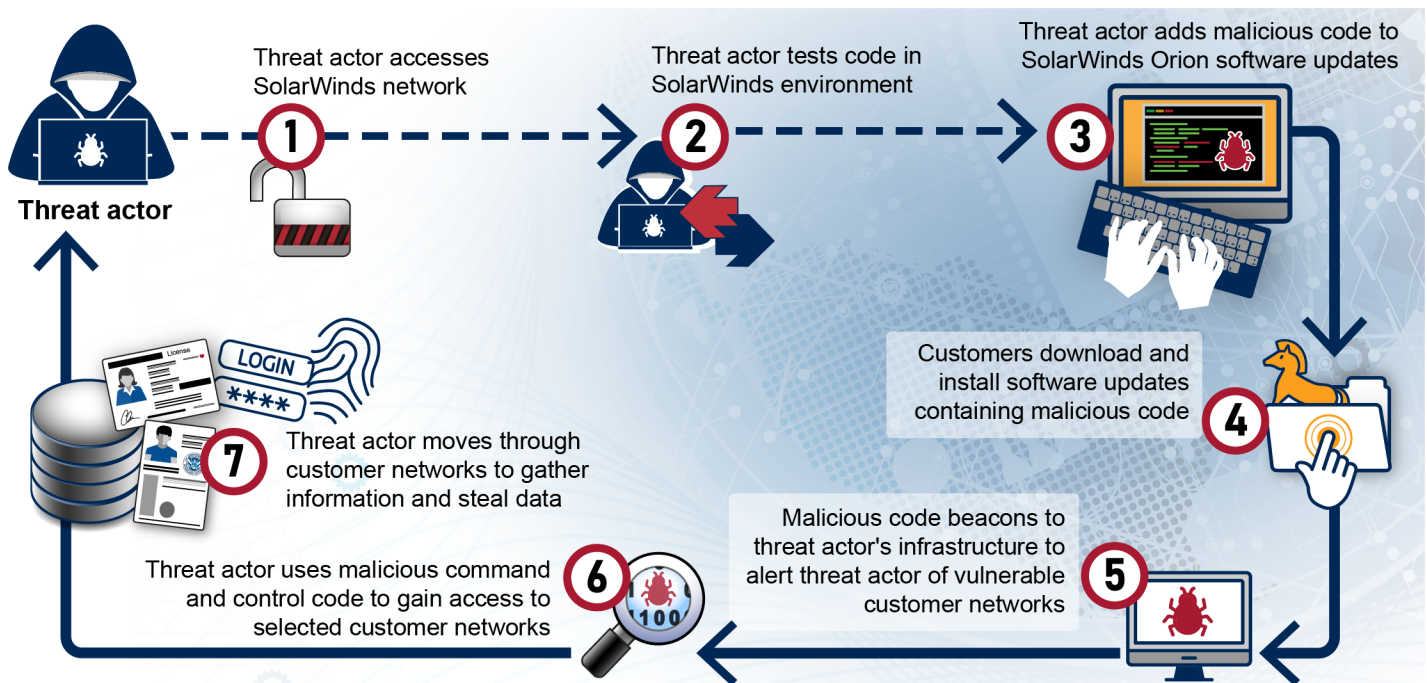 Threat actor accesses
SolarWinds network
1
Threat actor
Threat actor tests code in
SolarWinds environment
2
Threat actor adds malicious code to
SolarWinds Orion software updates
3
Customers download and
install software updates
containing malicious code
4
Malicious code beacons to
threat actor's infrastructure to
alert threat actor of vulnerable
customer networks
5
Threat actor uses malicious command
and control code to gain access to
selected customer networks
6
1100
License
LOGIN
****
7
Threat actor moves through
customer networks to gather
information and steal data